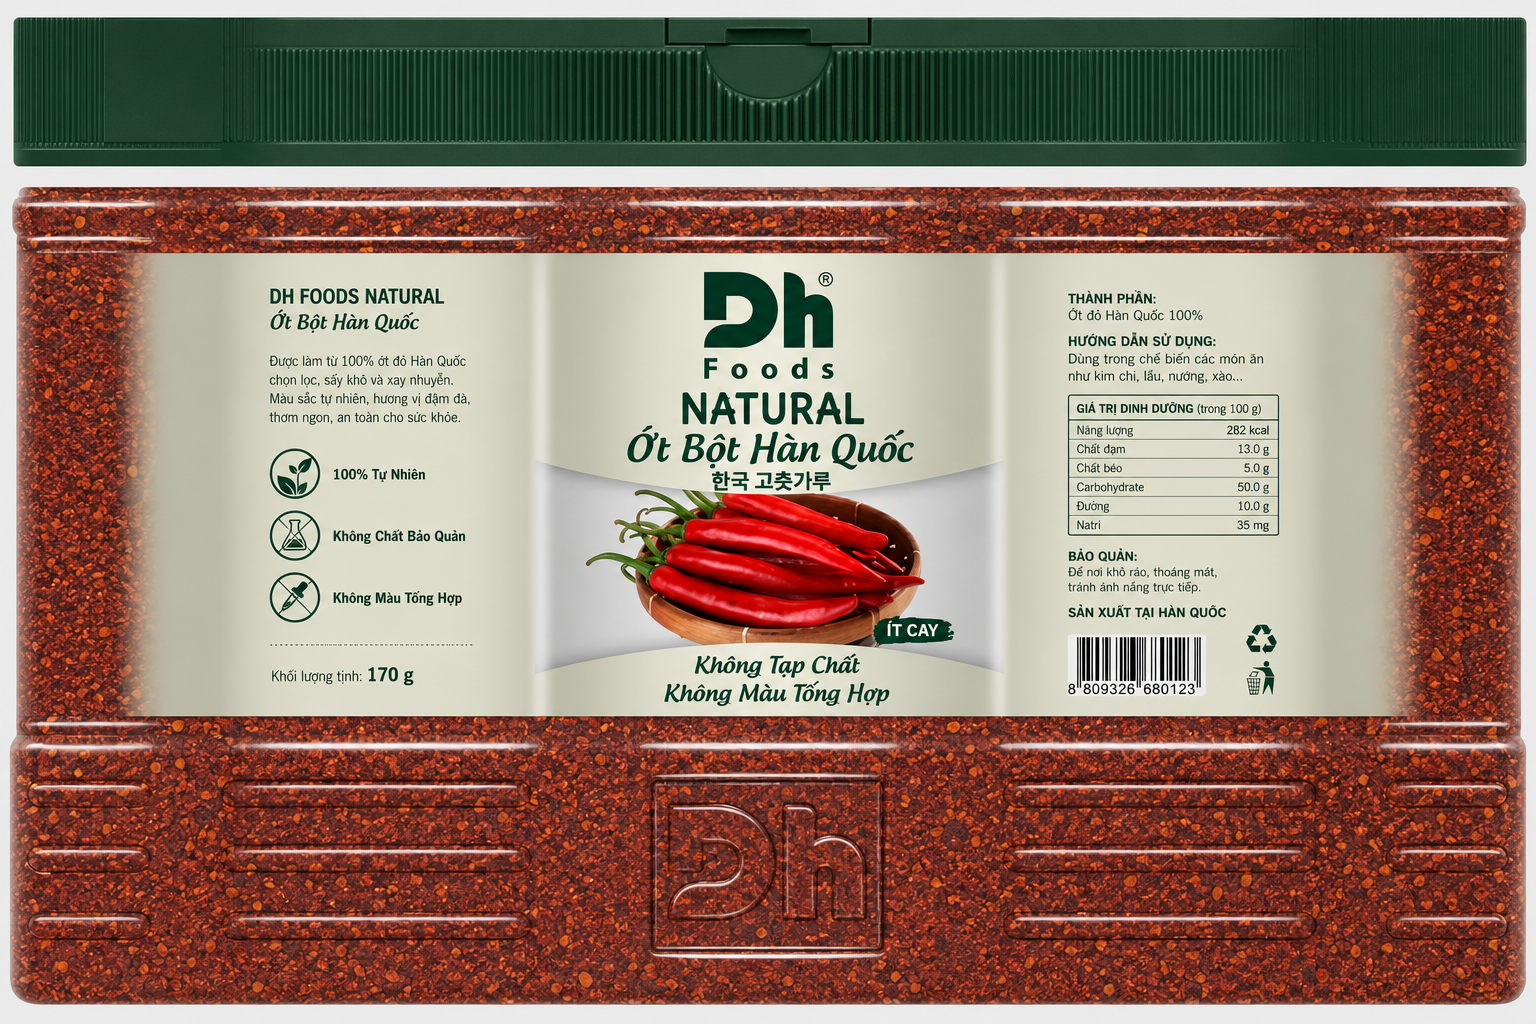 DH FOODS NATURAL
Ớt Bột Hàn Quốc
Được làm từ 100% ớt đỏ Hàn Quốc
chọn lọc, sấy khô và xay nhuyễn.
Màu sắc tự nhiên, hương vị đậm đà,
thơm ngon, an toàn cho sức khỏe.
100% Tự Nhiên
Không Chất Bảo Quản
Không Màu Tổng Hợp
Khối lượng tịnh: 170 g
Dh®
Foods
NATURAL
Ớt Bột Hàn Quốc
한국 고춧가루
ÍT CAY
Không Tạp Chất
Không Màu Tổng Hợp
THÀNH PHẦN:
Ớt đỏ Hàn Quốc 100%
HƯỚNG DẪN SỬ DỤNG:
Dùng trong chế biến các món ăn
như kim chi, lẩu, nướng, xào...
GIÁ TRỊ DINH DƯỠNG (trong 100 g)
Năng lượng 282 kcal
Chất đạm 13.0 g
Chất béo 5.0 g
Carbohydrate 50.0 g
Đường 10.0 g
Natri 35 mg
BẢO QUẢN:
Để nơi khô ráo, thoáng mát,
tránh ánh nắng trực tiếp.
SẢN XUẤT TẠI HÀN QUỐC
8 809326 680123
Dh